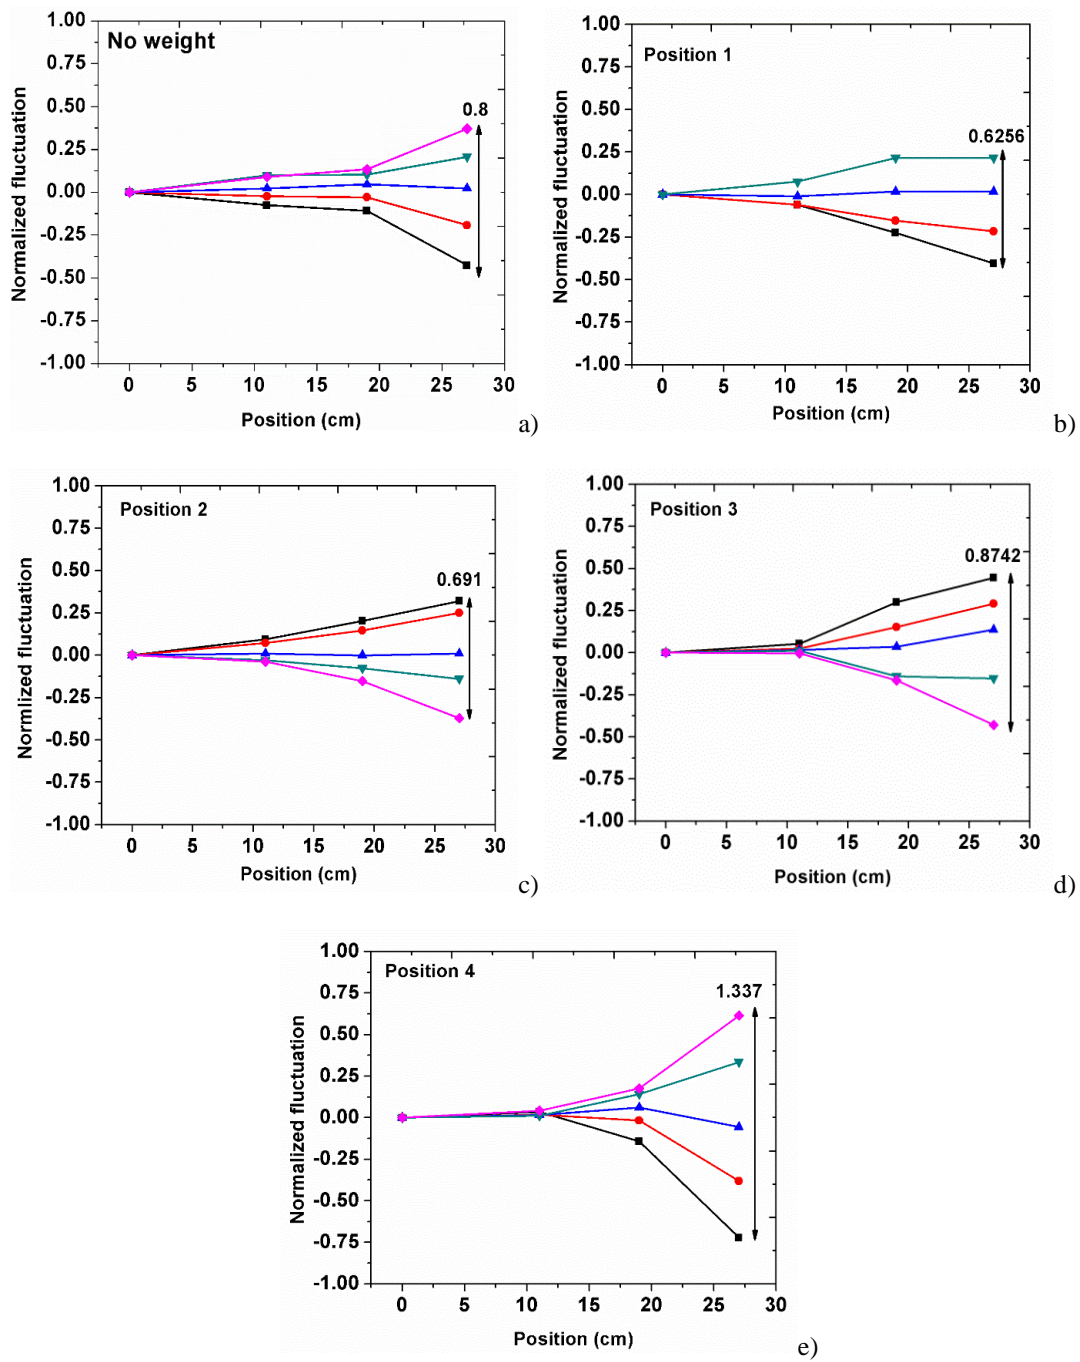 No weight
Normalized fluctuation
1.00
0.75
0.50
0.25
0.00
-0.25
-0.50
-0.75
-1.00
0.8
0 5 10 15 20 25 30
Position (cm)
a)
Position 1
Normalized fluctuation
1.00
0.75
0.50
0.25
0.00
-0.25
-0.50
-0.75
-1.00
0.6256
0 5 10 15 20 25 30
Position (cm)
b)
Position 2
Normlized fluctuation
1.00
0.75
0.50
0.25
0.00
-0.25
-0.50
-0.75
-1.00
0.691
0 5 10 15 20 25 30
Position (cm)
c)
Position 3
Normalized fluctuation
1.00
0.75
0.50
0.25
0.00
-0.25
-0.50
-0.75
-1.00
0.8742
0 5 10 15 20 25 30
Position (cm)
d)
Position 4
Normalized fluctuation
1.00
0.75
0.50
0.25
0.00
-0.25
-0.50
-0.75
-1.00
1.337
0 5 10 15 20 25 30
Position (cm)
e)